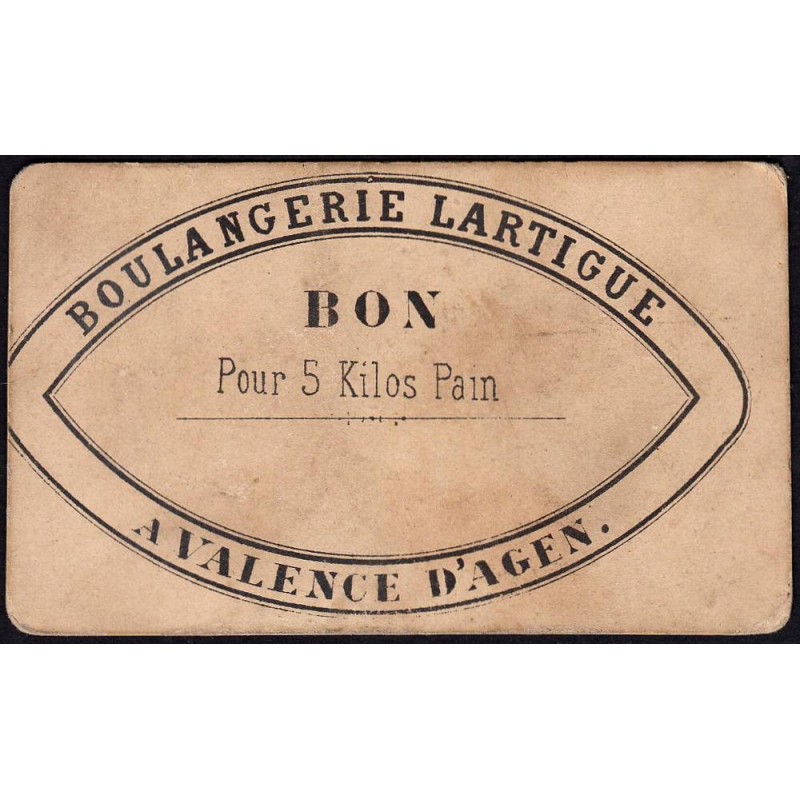 BOULANGERIE LARTIGUE
BON
Pour 5 Kilos Pain
A VALENCE D'AGEN.